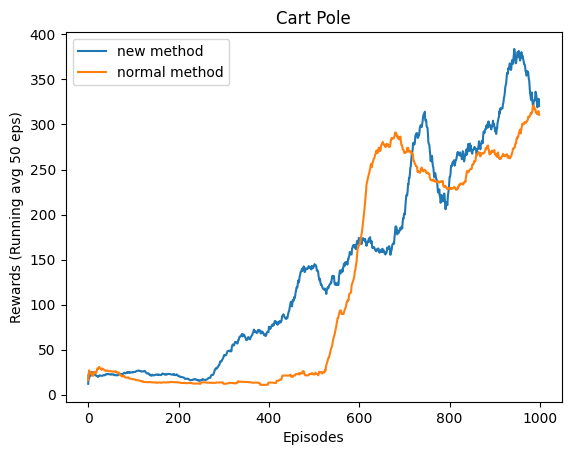 Cart Pole
new method
normal method
Rewards (Running avg 50 eps)
400
350
300
250
200
150
100
50
0
0 200 400 600 800 1000
Episodes